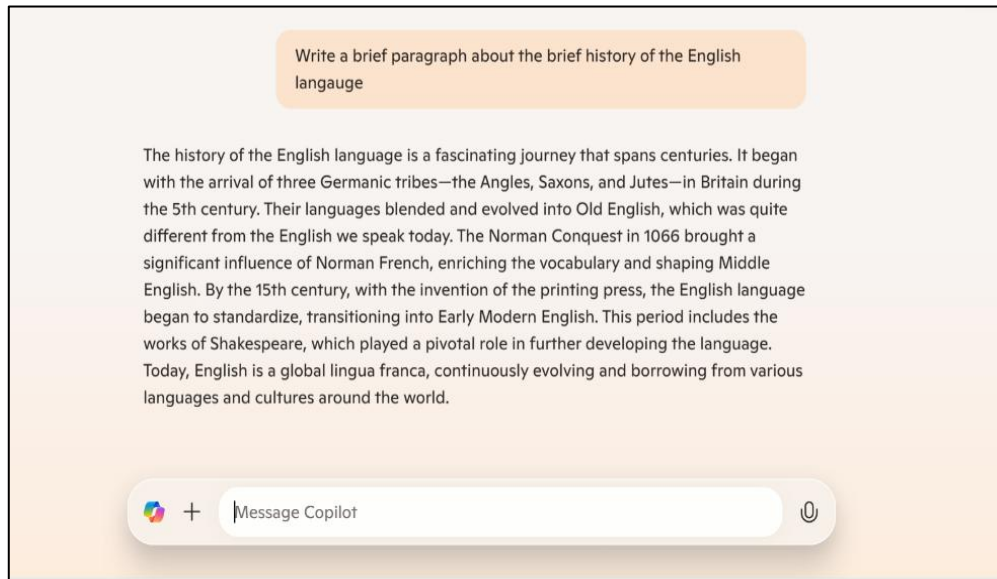 Write a brief paragraph about the brief history of the English
langauge
The history of the English language is a fascinating journey that spans centuries. It began
with the arrival of three Germanic tribes—the Angles, Saxons, and Jutes—in Britain during
the 5th century. Their languages blended and evolved into Old English, which was quite
different from the English we speak today. The Norman Conquest in 1066 brought a
significant influence of Norman French, enriching the vocabulary and shaping Middle
English. By the 15th century, with the invention of the printing press, the English language
began to standardize, transitioning into Early Modern English. This period includes the
works of Shakespeare, which played a pivotal role in further developing the language.
Today, English is a global lingua franca, continuously evolving and borrowing from various
languages and cultures around the world.
Message Copilot